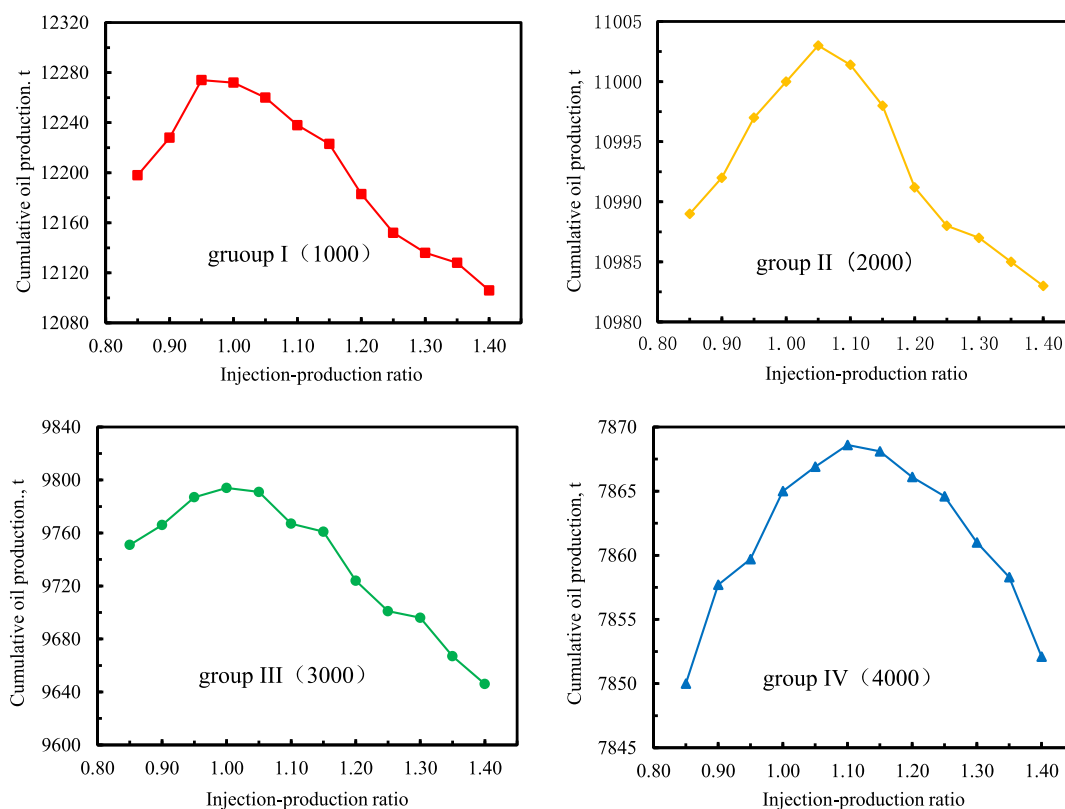 Cumulative oil production. t
12320
12280
12240
12200
12160
12120
12080
0.80 0.90 1.00 1.10 1.20 1.30 1.40
Injection-production ratio
gruoup I（1000）
Cumulative oil production, t
11005
11000
10995
10990
10985
10980
0.80 0.90 1.00 1.10 1.20 1.30 1.40
Injection-production ratio
group II（2000）
Cumulative oil production., t
9840
9800
9760
9720
9680
9640
9600
0.80 0.90 1.00 1.10 1.20 1.30 1.40
Injection-production ratio
group III（3000）
Cumulative oil production, t
7870
7865
7860
7855
7850
7845
0.80 0.90 1.00 1.10 1.20 1.30 1.40
Injection-production ratio
group IV（4000）